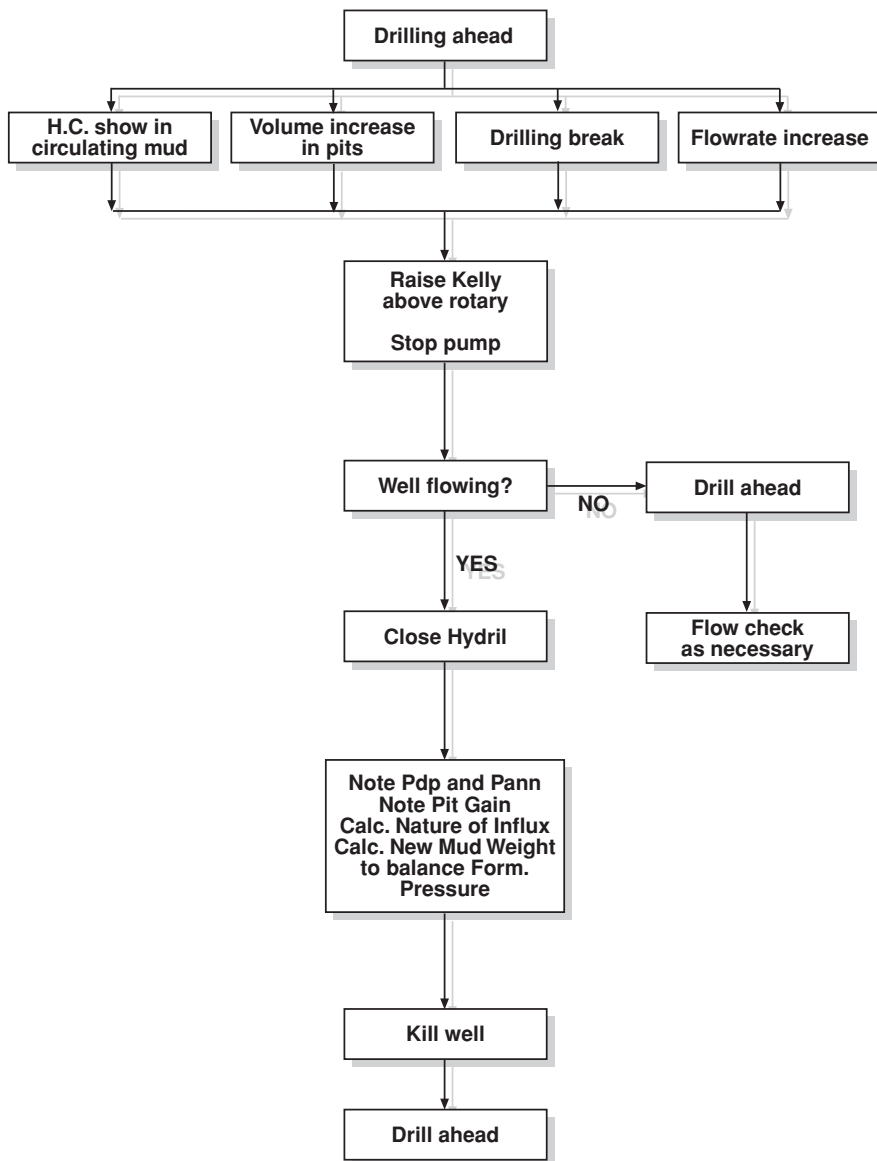 Drilling ahead
H.C. show in
circulating mud
Volume increase
in pits
Drilling break
Flowrate increase
Raise Kelly
above rotary
Stop pump
Well flowing?
NO
Drill ahead
YES
Close Hydril
Flow check
as necessary
Note Pdp and Pann
Note Pit Gain
Calc. Nature of Influx
Calc. New Mud Weight
to balance Form.
Pressure
Kill well
Drill ahead